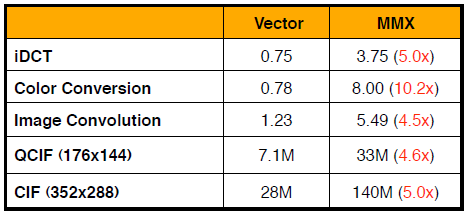 Vector MMX
iDCT 0.75 3.75 (5.0x)
Color Conversion 0.78 8.00 (10.2x)
Image Convolution 1.23 5.49 (4.5x)
QCIF (176x144) 7.1M 33M (4.6x)
CIF (352x288) 28M 140M (5.0x)